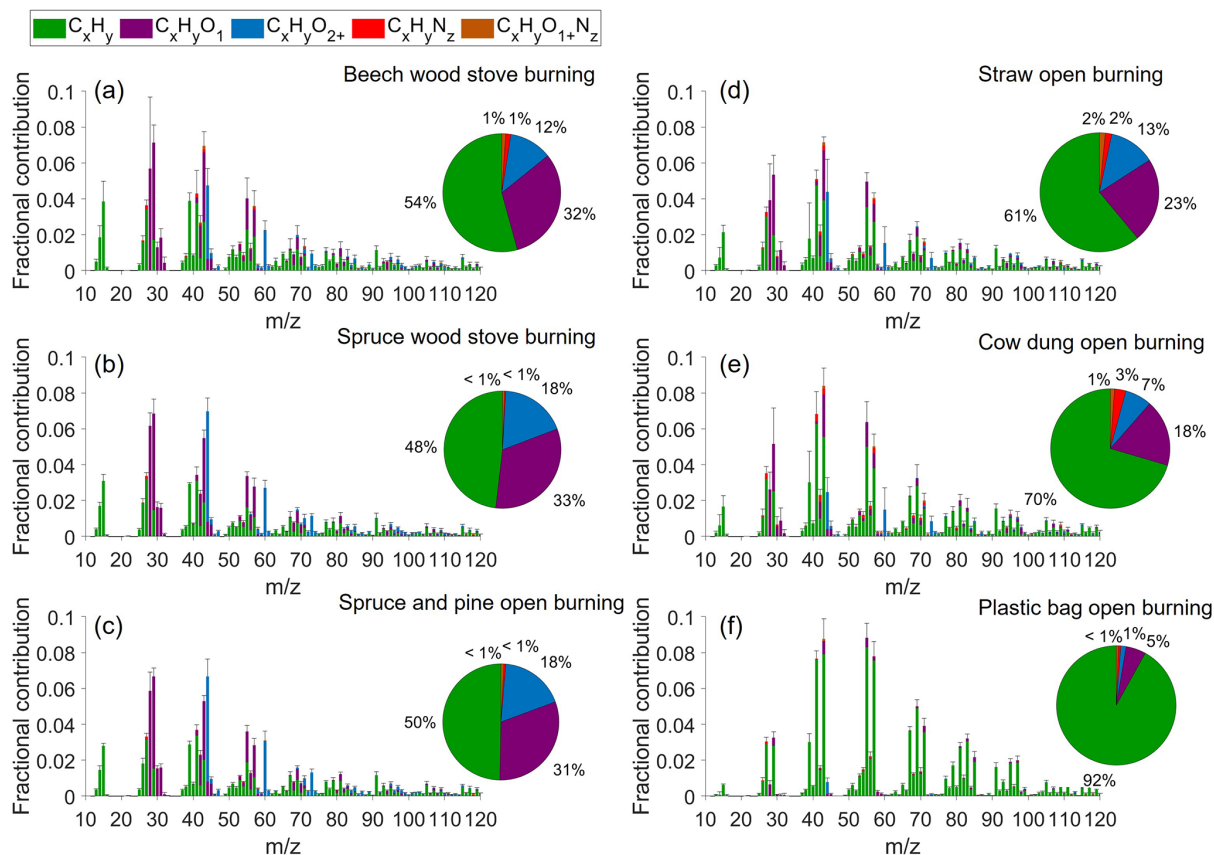 CxHy CxHyO1 CxHyO2+ CxHyNz CxHyO1+Nz
Beech wood stove burning
(a)
Fractional contribution
0.1
0.08
0.06
0.04
0.02
0
10 20 30 40 50 60 70 80 90 100 110 120
m/z
1% 1% 12%
54%
32%
Spruce wood stove burning
(b)
Fractional contribution
0.1
0.08
0.06
0.04
0.02
0
10 20 30 40 50 60 70 80 90 100 110 120
m/z
< 1% < 1% 18%
48%
33%
Spruce and pine open burning
(c)
Fractional contribution
0.1
0.08
0.06
0.04
0.02
0
10 20 30 40 50 60 70 80 90 100 110 120
m/z
< 1% < 1% 18%
50%
31%
Straw open burning
(d)
Fractional contribution
0.1
0.08
0.06
0.04
0.02
0
10 20 30 40 50 60 70 80 90 100 110 120
m/z
2% 2% 13%
61%
23%
Cow dung open burning
(e)
Fractional contribution
0.1
0.08
0.06
0.04
0.02
0
10 20 30 40 50 60 70 80 90 100 110 120
m/z
1% 3% 7%
18%
70%
Plastic bag open burning
(f)
Fractional contribution
0.1
0.08
0.06
0.04
0.02
0
10 20 30 40 50 60 70 80 90 100 110 120
m/z
< 1% 1% 5%
92%